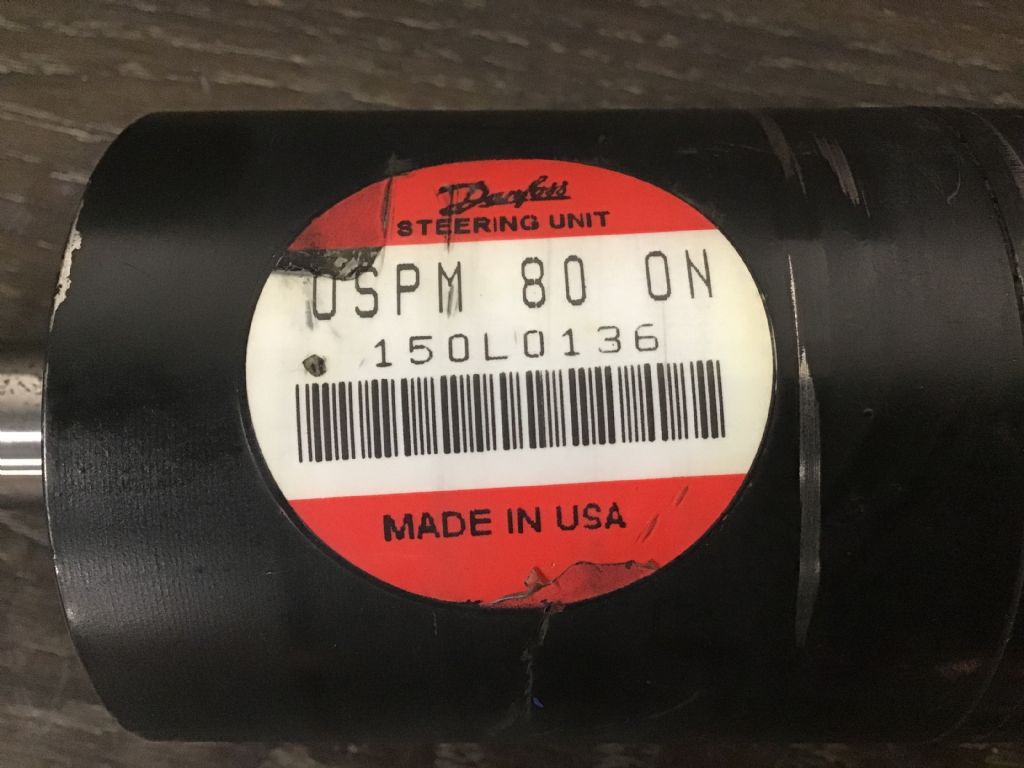 Danfoss
STEERING UNIT
OSPM 80 ON
150L0136
MADE IN USA